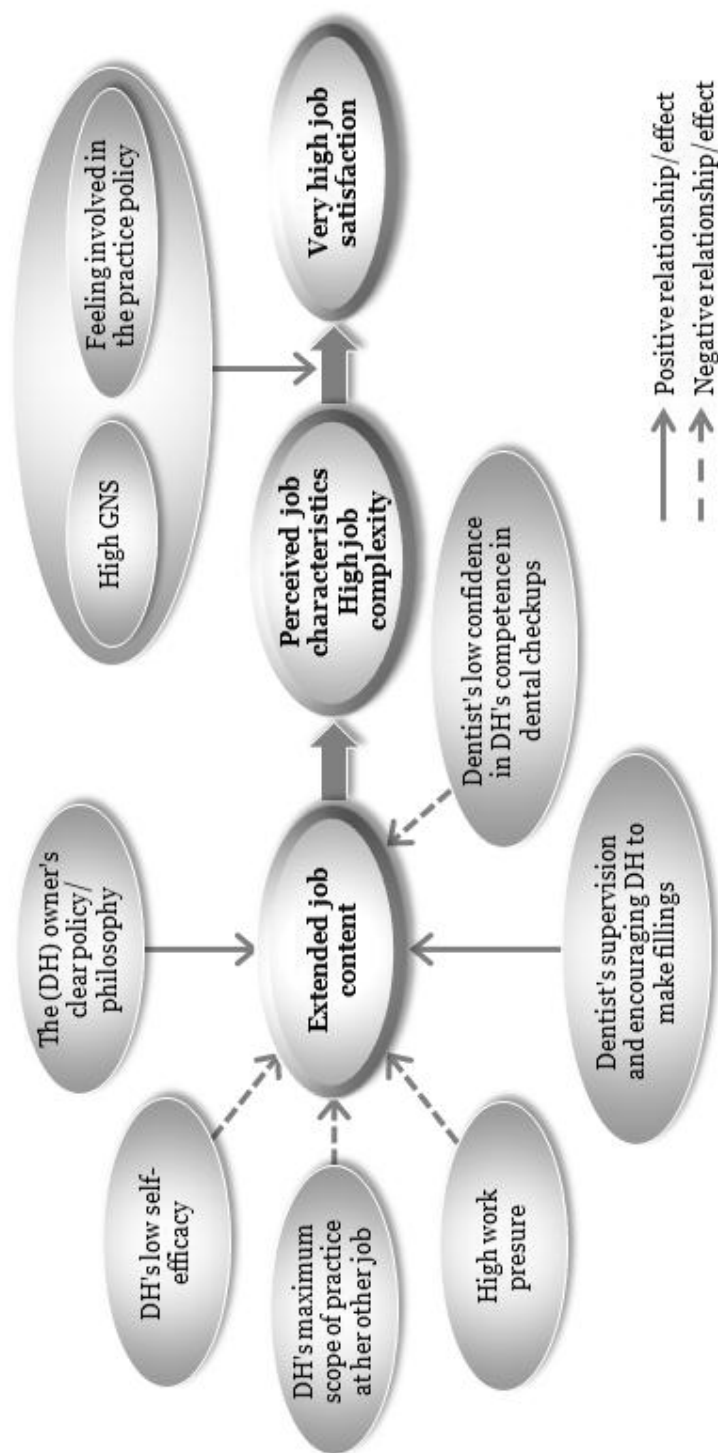 DH's low self-
efficacy
DH's maximum
scope of practice
at her other job
High work
presure
The (DH) owner's
clear policy/
philosophy
Extended job
content
Dentist's supervision
and encouraging DH to
make fillings
Dentist's low confidence
in DH's competence in
dental checkups
Perceived job
characteristics
High job
complexity
High GNS
Feeling involved in
the practice policy
Very high job
satisfaction
Positive relationship/effect
Negative relationship/effect